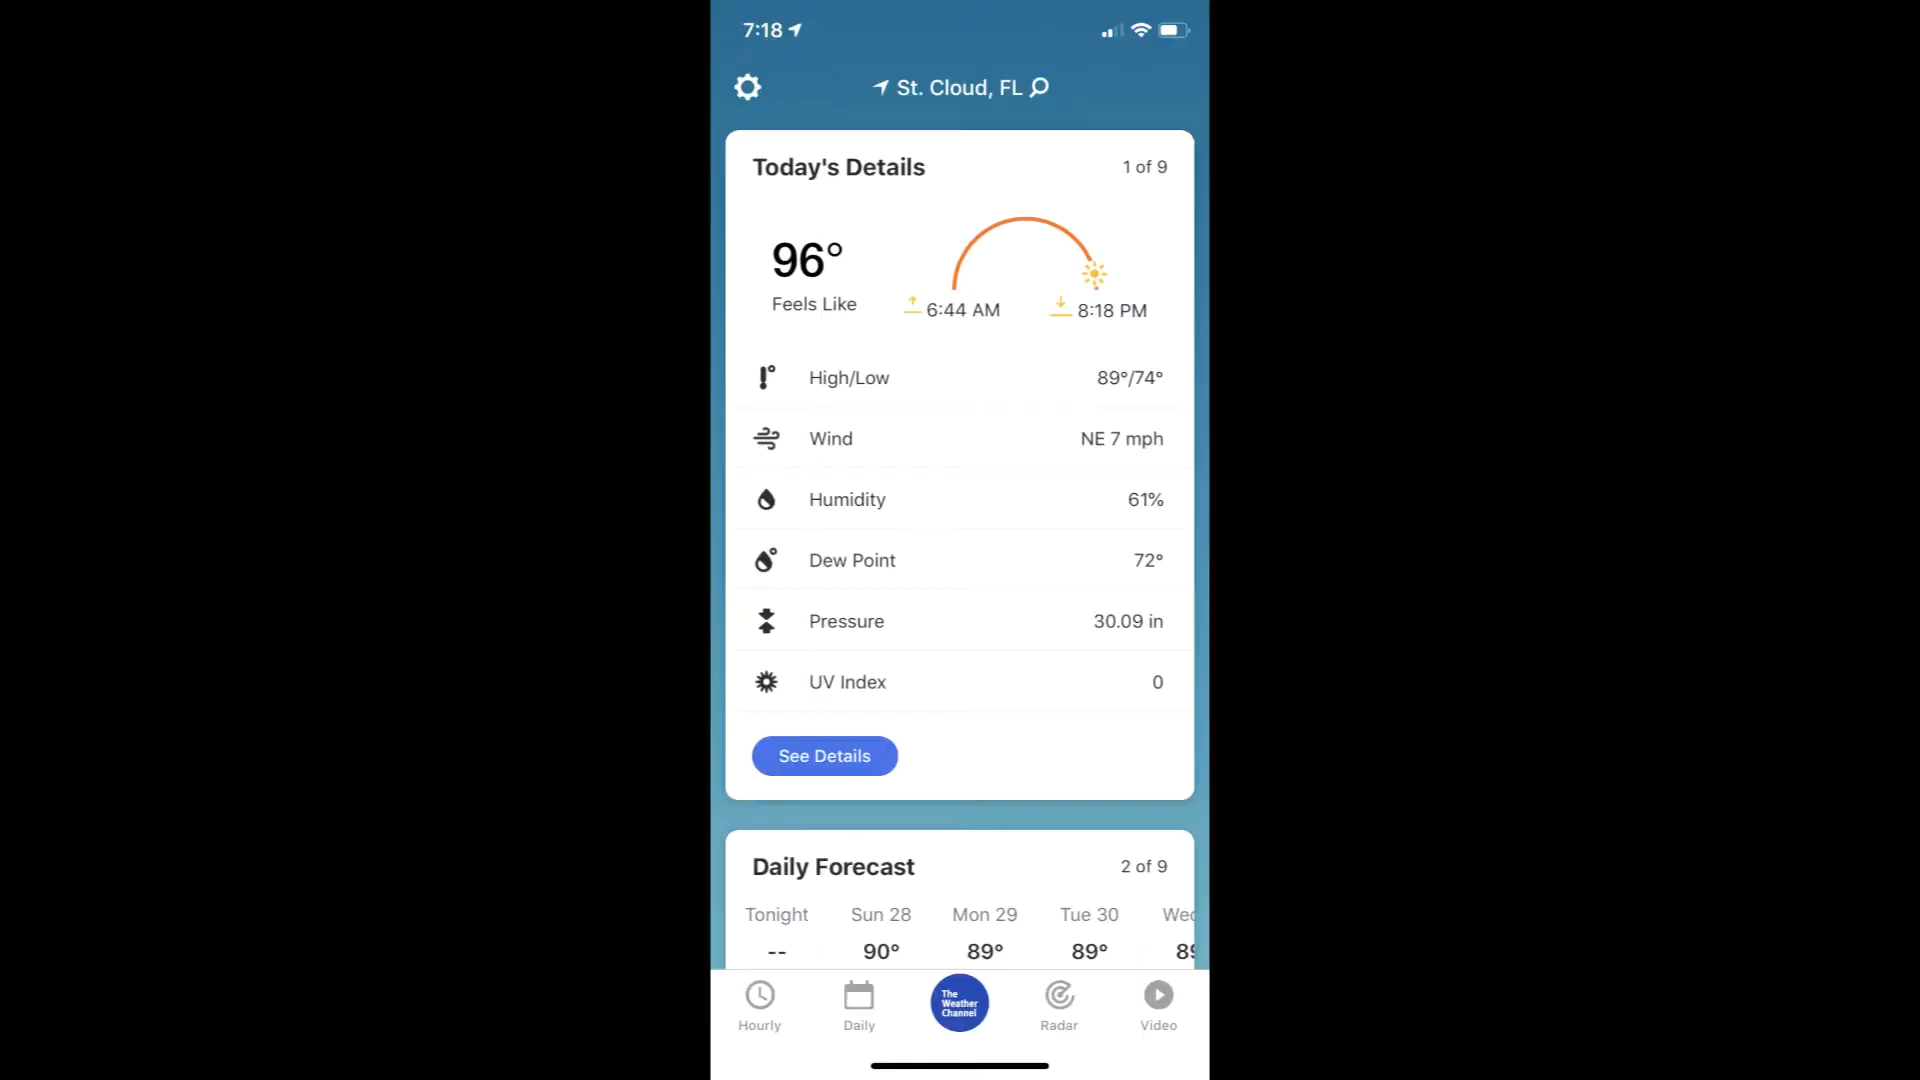 7:18
St. Cloud, FL
Today's Details
1 of 9
96°
Feels Like
6:44 AM
8:18 PM
High/Low 89°/74°
Wind NE 7 mph
Humidity 61%
Dew Point 72°
Pressure 30.09 in
UV Index 0
See Details
Daily Forecast
2 of 9
Tonight Sun 28 Mon 29 Tue 30 Wed
-- 90° 89° 89° 89
The
Weather
Channel
Hourly Daily Radar Video